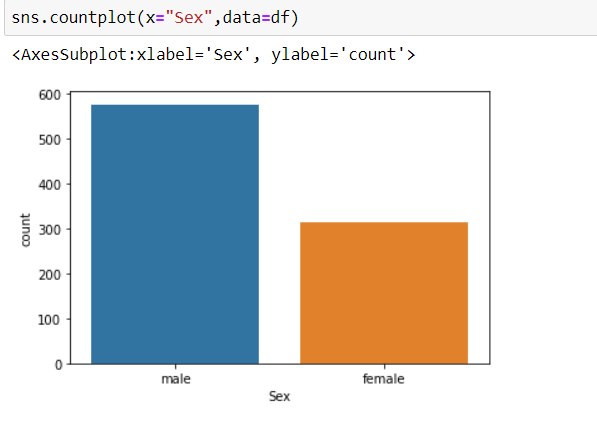 sns.countplot(x="Sex",data=df)
<AxesSubplot:xlabel='Sex', ylabel='count'>
600
500
400
300
200
100
0
count
male female
Sex